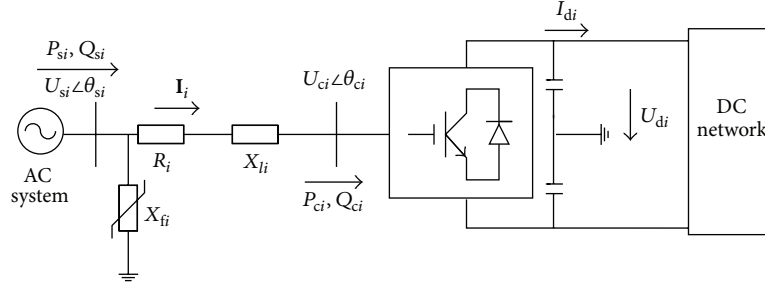 P_si, Q_si
U_si∠θ_si
I_i
U_ci∠θ_ci
I_di
AC
system
R_i
X_li
X_fi
P_ci, Q_ci
U_di
DC
network